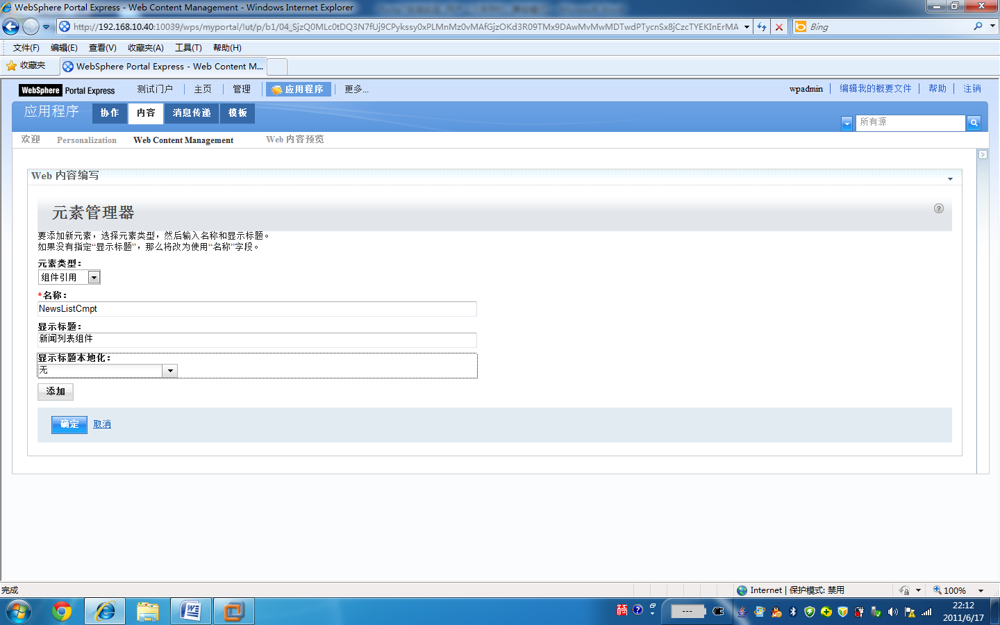 WebSphere Portal Express - Web Content Management - Windows Internet Explorer
http://192.168.10.40:10039/wps/myportal/!ut/p/b1/04_SjzQ0MLc0tDQ3N7fUj9CPykssy0xPLMnMz0vMAfGjzOKd3R09TMx9DAwMvMwMDTwdPTycnSx8jCzcTYEKInErMA
Bing
文件(F) 编辑(E) 查看(V) 收藏夹(A) 工具(T) 帮助(H)
收藏夹 WebSphere Portal Express - Web Content M...
WebSphere Portal Express 测试门户 主页 管理 应用程序 更多... wpadmin 编辑我的概要文件 帮助 注销
应用程序 协作 内容 消息传递 模板
所有源
欢迎 Personalization Web Content Management Web 内容预览
Web 内容编写
元素管理器
?
要添加新元素，选择元素类型，然后输入名称和显示标题。
如果没有指定“显示标题”，那么将改为使用“名称”字段。
元素类型：
组件引用
*名称：
NewsListCmpt
显示标题：
新闻列表组件
显示标题本地化：
无
添加
确定 取消
完成 Internet | 保护模式: 禁用 100%
22:12
2011/6/17